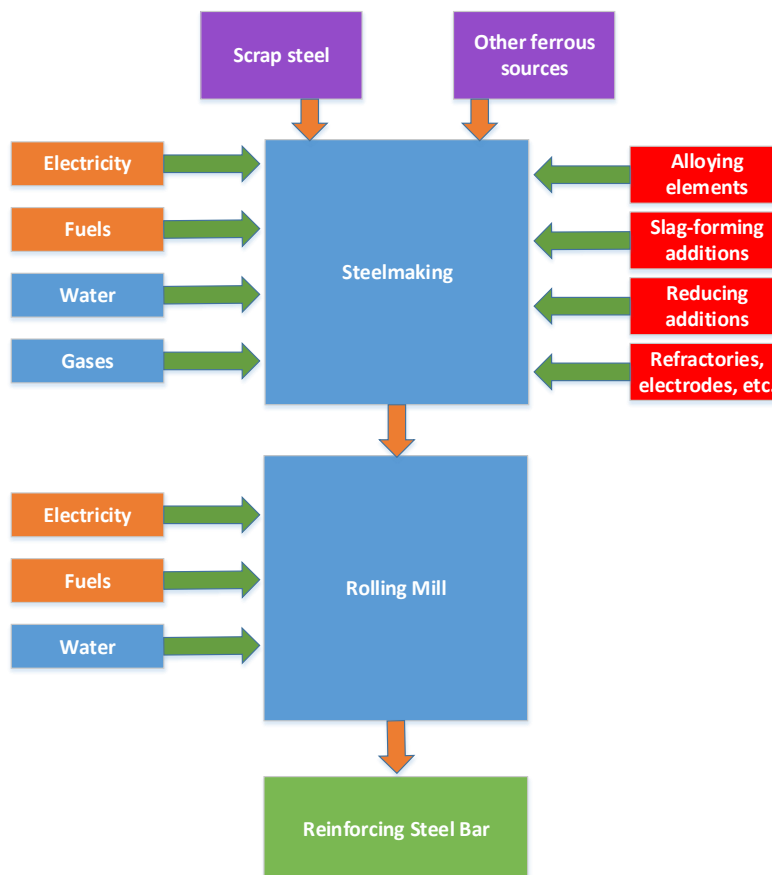 Scrap steel
Other ferrous
sources
Electricity
Fuels
Water
Gases
Steelmaking
Alloying
elements
Slag-forming
additions
Reducing
additions
Refractories,
electrodes, etc.
Electricity
Fuels
Water
Rolling Mill
Reinforcing Steel Bar